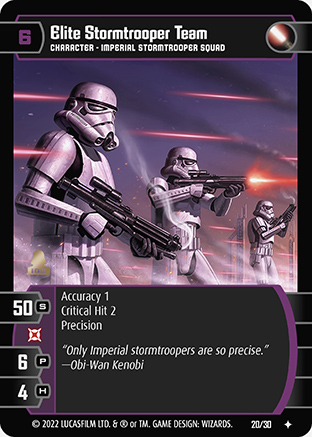 6
Elite Stormtrooper Team
CHARACTER - IMPERIAL STORMTROOPER SQUAD
50 S
6 P
4 H
Accuracy 1
Critical Hit 2
Precision
“Only Imperial stormtroopers are so precise.”
—Obi-Wan Kenobi
© 2022 LUCASFILM LTD. & ® or TM. GAME DESIGN: WIZARDS.
20/30